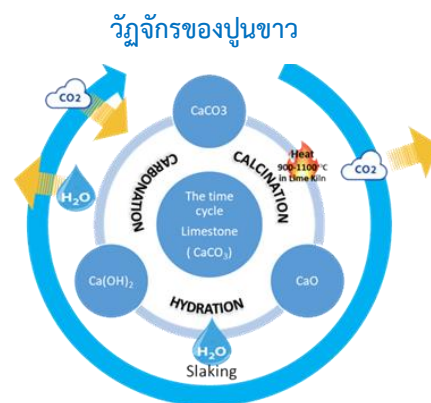 วัฏจักรของปูนขาว
CO2
CaCO3
Heat
900-1100°C
in Lime Kiln
CO2
CARBONATION
CALCINATION
H₂O
The time
cycle
Limestone
( CaCO₃)
Ca(OH)₂
CaO
HYDRATION
H₂O
Slaking